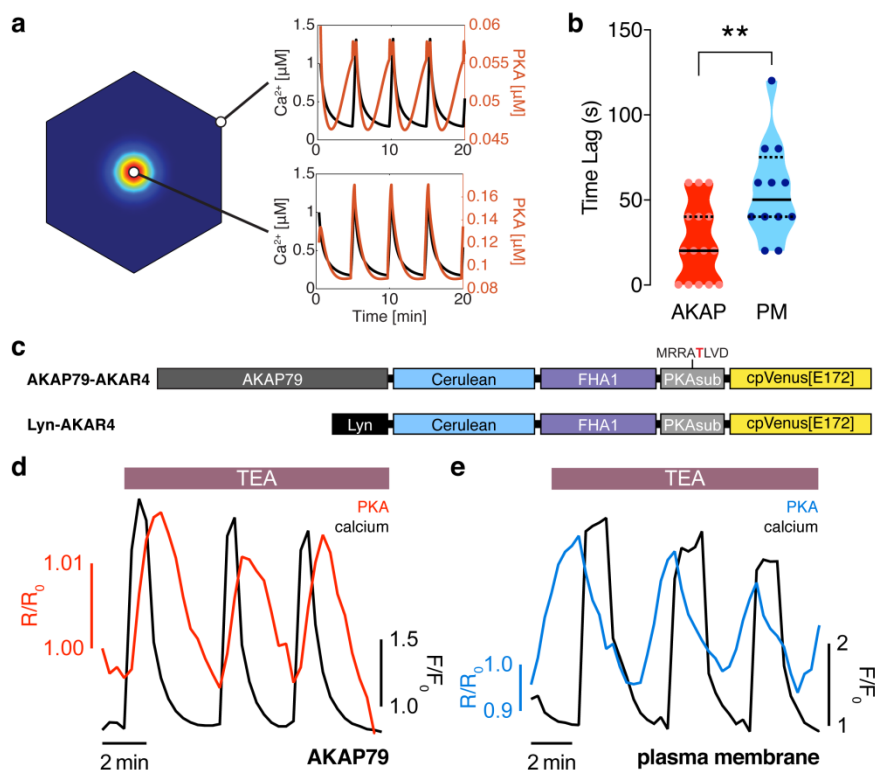 a
Ca²⁺ [µM]
1.5
1
0.5
0
0.06
0.055
0.05
0.045
PKA [µM]
0
10
20
Ca²⁺ [µM]
1.5
1
0.5
0
0.16
0.14
0.12
0.1
0.08
PKA [µM]
0
10
20
Time [min]
b
**
Time Lag (s)
150
100
50
0
AKAP
PM
c
MRRATLVD
AKAP79-AKAR4
AKAP79
Cerulean
FHA1
PKAsub
cpVenus[E172]
Lyn-AKAR4
Lyn
Cerulean
FHA1
PKAsub
cpVenus[E172]
d
TEA
PKA
calcium
R/R₀
1.01
1.00
1.5
1.0
F/F₀
2 min
AKAP79
e
TEA
PKA
calcium
R/R₀
1.0
0.9
2
1
F/F₀
2 min
plasma membrane